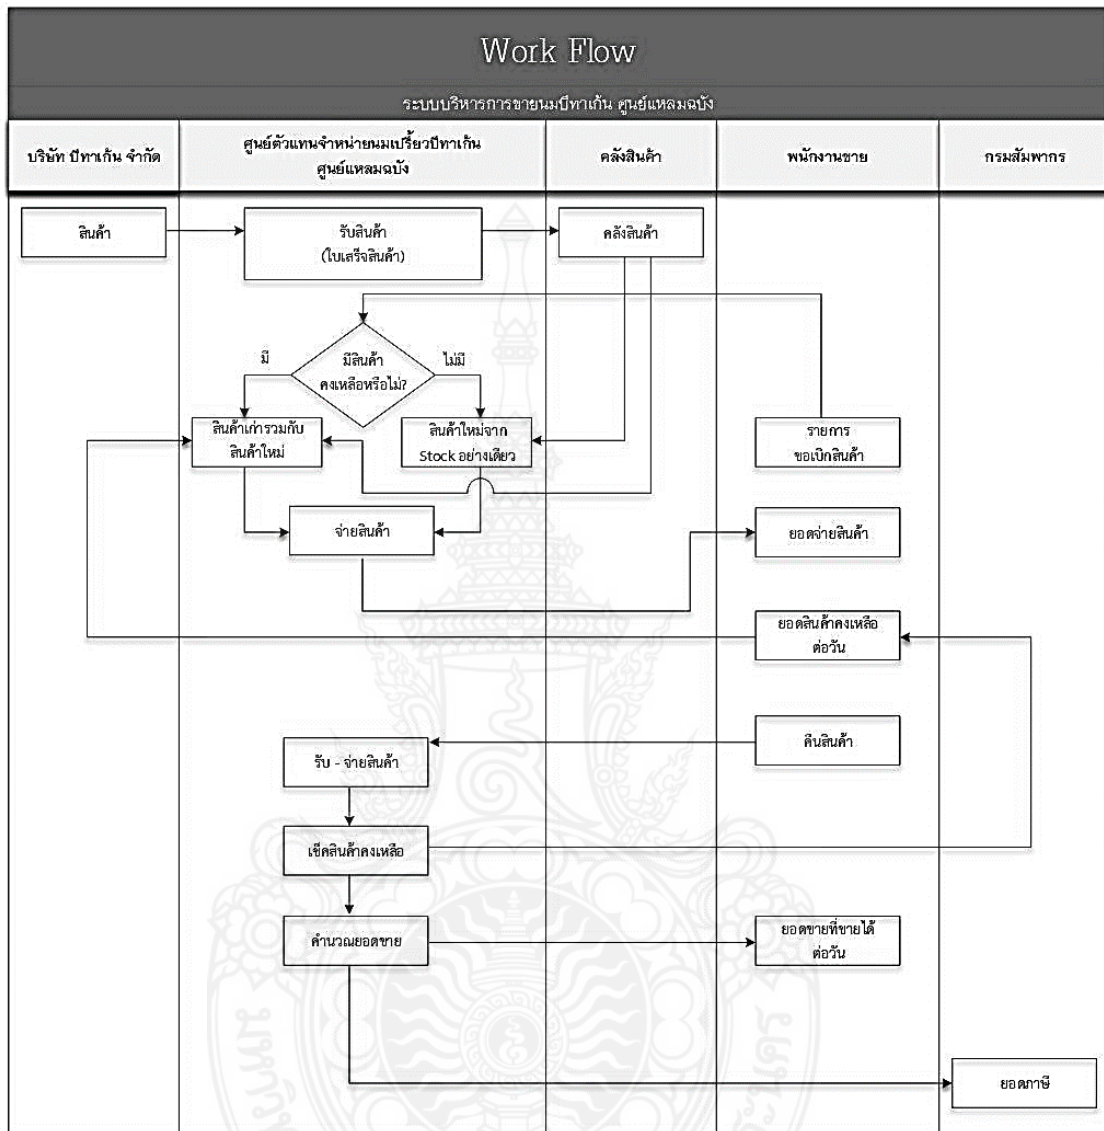 Work Flow
ระบบบริหารการขายนมบีทาเก้น ศูนย์แหลมฉบัง
บริษัท บีทาเก้น จำกัด
ศูนย์ตัวแทนจำหน่ายนมเปรี้ยวบีทาเก้น
ศูนย์แหลมฉบัง
คลังสินค้า
พนักงานขาย
กรมสัมพากร
สินค้า
รับสินค้า
(ใบเสร็จสินค้า)
คลังสินค้า
มีสินค้า
คงเหลือหรือไม่?
มี
ไม่มี
สินค้าเก่ารวมกับ
สินค้าใหม่
สินค้าใหม่จาก
Stock อย่างเดียว
รายการ
ขอเบิกสินค้า
จ่ายสินค้า
ยอดจ่ายสินค้า
ยอดสินค้าคงเหลือ
ต่อวัน
คืนสินค้า
รับ - จ่ายสินค้า
เช็คสินค้าคงเหลือ
คำนวณยอดขาย
ยอดขายที่ขายได้
ต่อวัน
ยอดภาษี